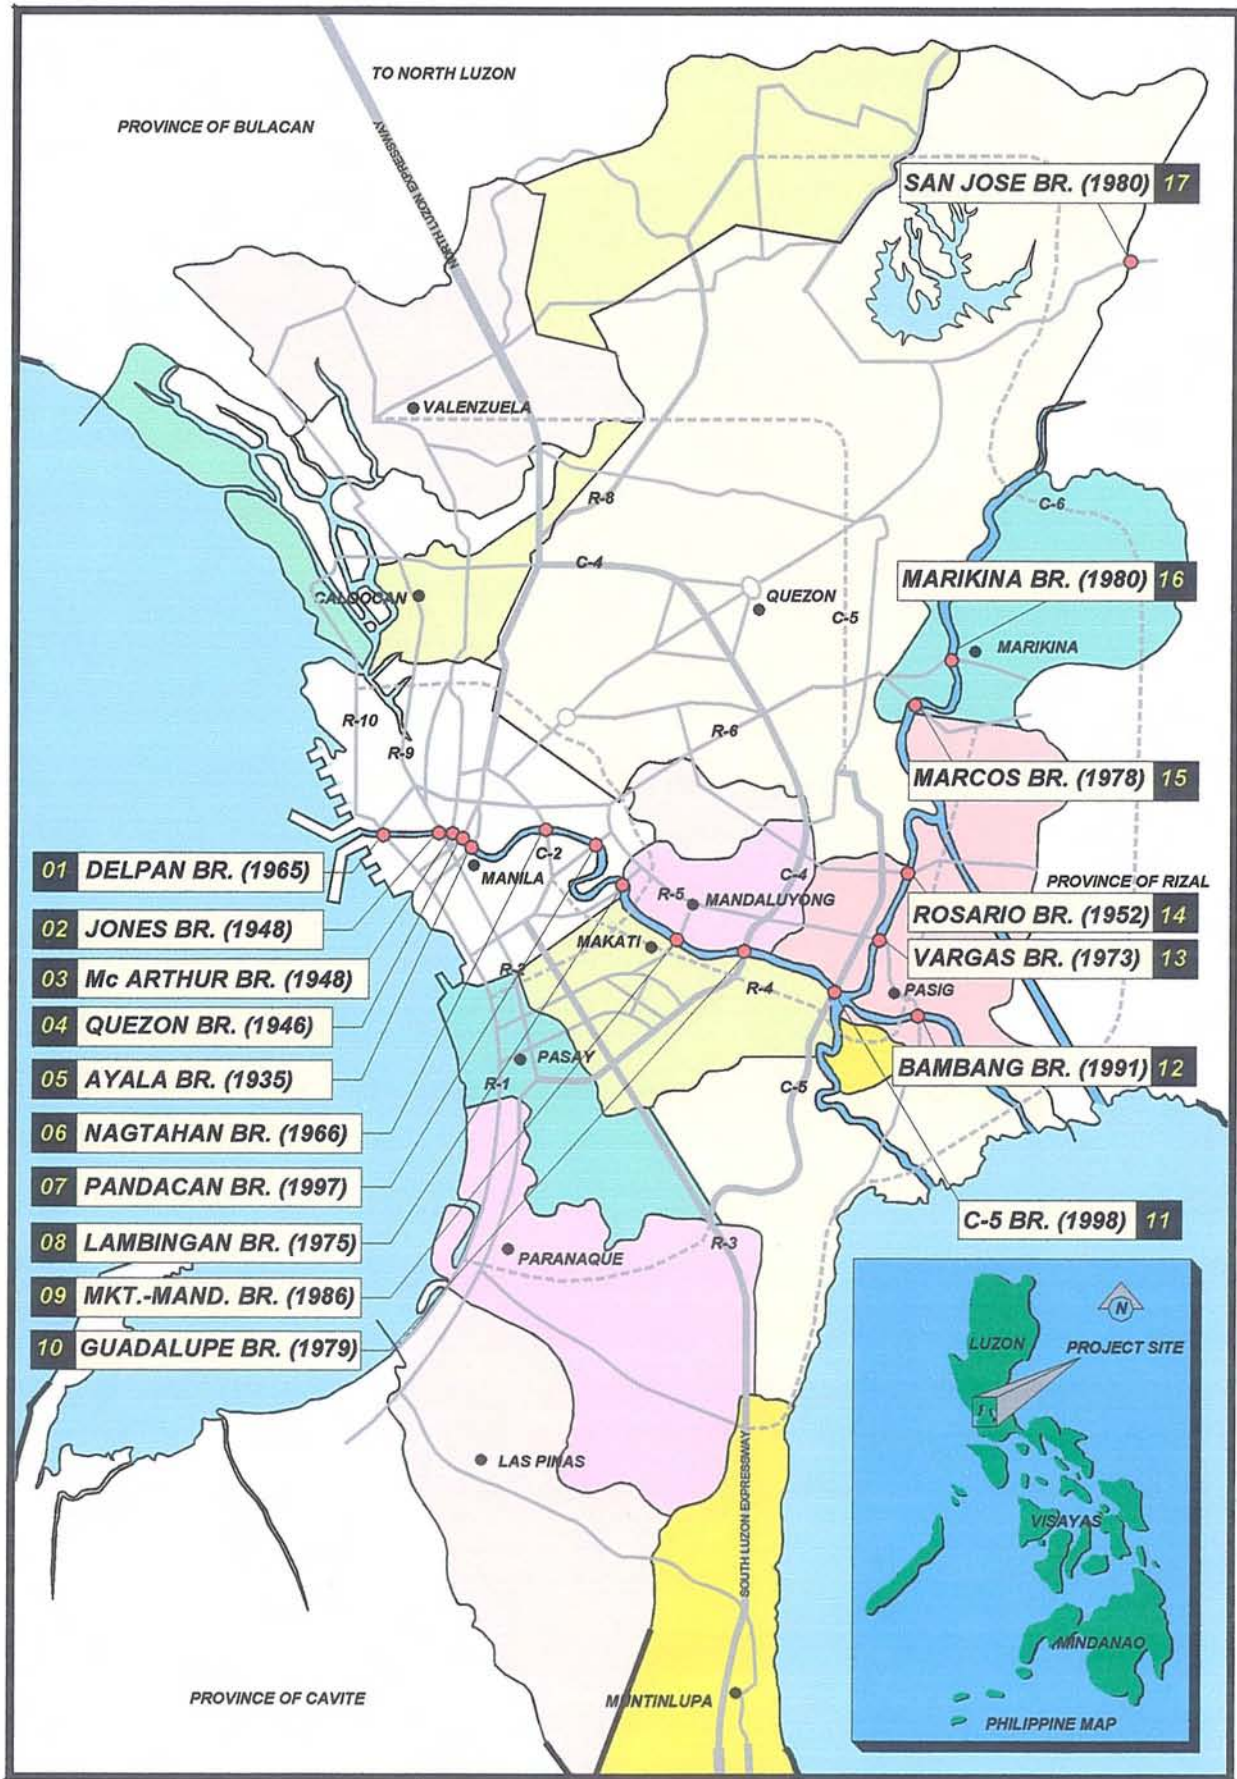 TO NORTH LUZON
PROVINCE OF BULACAN
NORTH LUZON EXPRESSWAY
SAN JOSE BR. (1980) 17
VALENZUELA
R-8
C-6
C-4
MARIKINA BR. (1980) 16
CALOOCAN
QUEZON
C-5
MARIKINA
R-10
R-9
R-6
MARCOS BR. (1978) 15
01 DELPAN BR. (1965)
C-2
MANILA
C-4
R-5
MANDALUYONG
PROVINCE OF RIZAL
ROSARIO BR. (1952) 14
02 JONES BR. (1948)
MAKATI
VARGAS BR. (1973) 13
03 Mc ARTHUR BR. (1948)
R-2
R-4
PASIG
04 QUEZON BR. (1946)
PASAY
BAMBANG BR. (1991) 12
05 AYALA BR. (1935)
R-1
C-5
06 NAGTAHAN BR. (1966)
07 PANDACAN BR. (1997)
C-5 BR. (1998) 11
08 LAMBINGAN BR. (1975)
R-3
PARANAQUE
09 MKT.-MAND. BR. (1986)
10 GUADALUPE BR. (1979)
N
LUZON
PROJECT SITE
LAS PINAS
SOUTH LUZON EXPRESSWAY
VISAYAS
MINDANAO
PROVINCE OF CAVITE
MUNTINLUPA
PHILIPPINE MAP